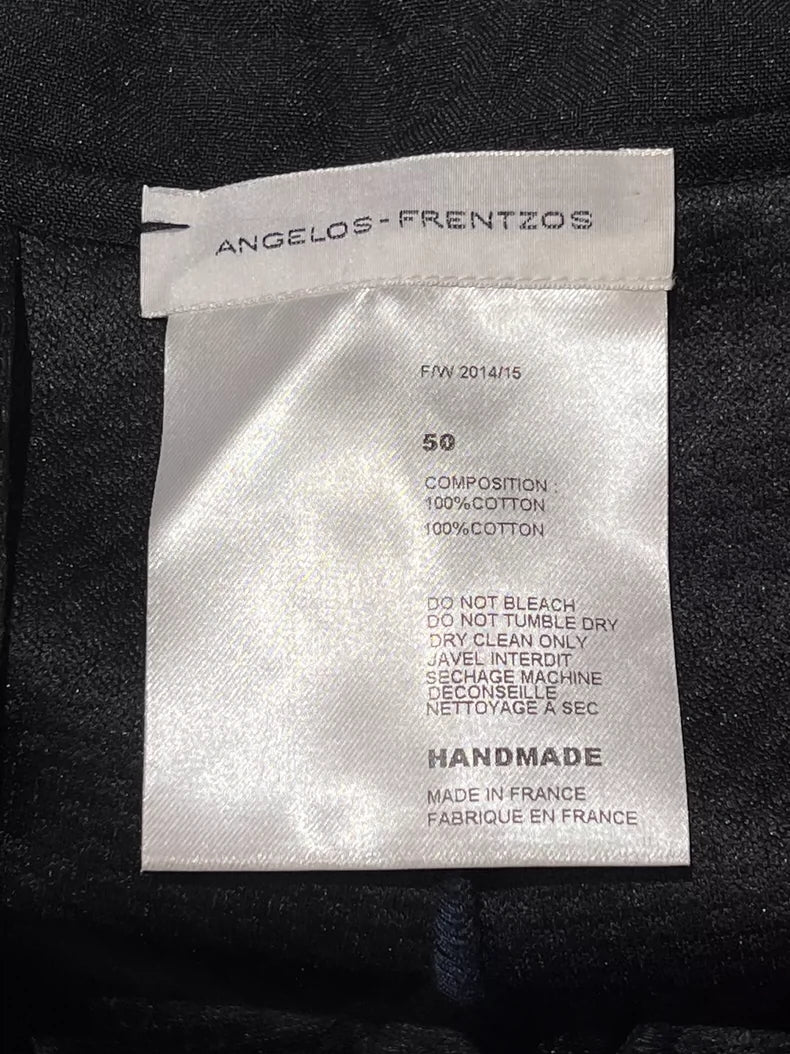 ANGELOS-FRENTZOS
F/W 2014/15
50
COMPOSITION :
100%COTTON
100%COTTON
DO NOT BLEACH
DO NOT TUMBLE DRY
DRY CLEAN ONLY
JAVEL INTERDIT
SECHAGE MACHINE
DECONSEILLE
NETTOYAGE A SEC
HANDMADE
MADE IN FRANCE
FABRIQUE EN FRANCE